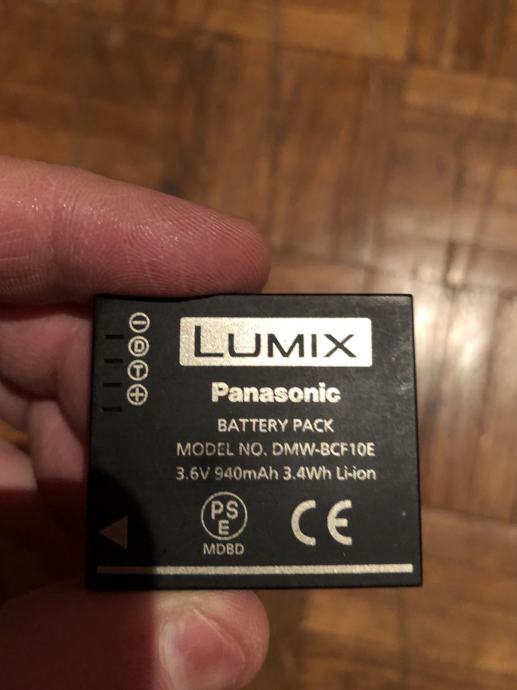 LUMIX
Panasonic
BATTERY PACK
MODEL NO. DMW-BCF10E
3.6V 940mAh 3.4Wh Li-ion
PS
E
CE
MDBD
−
D
T
+